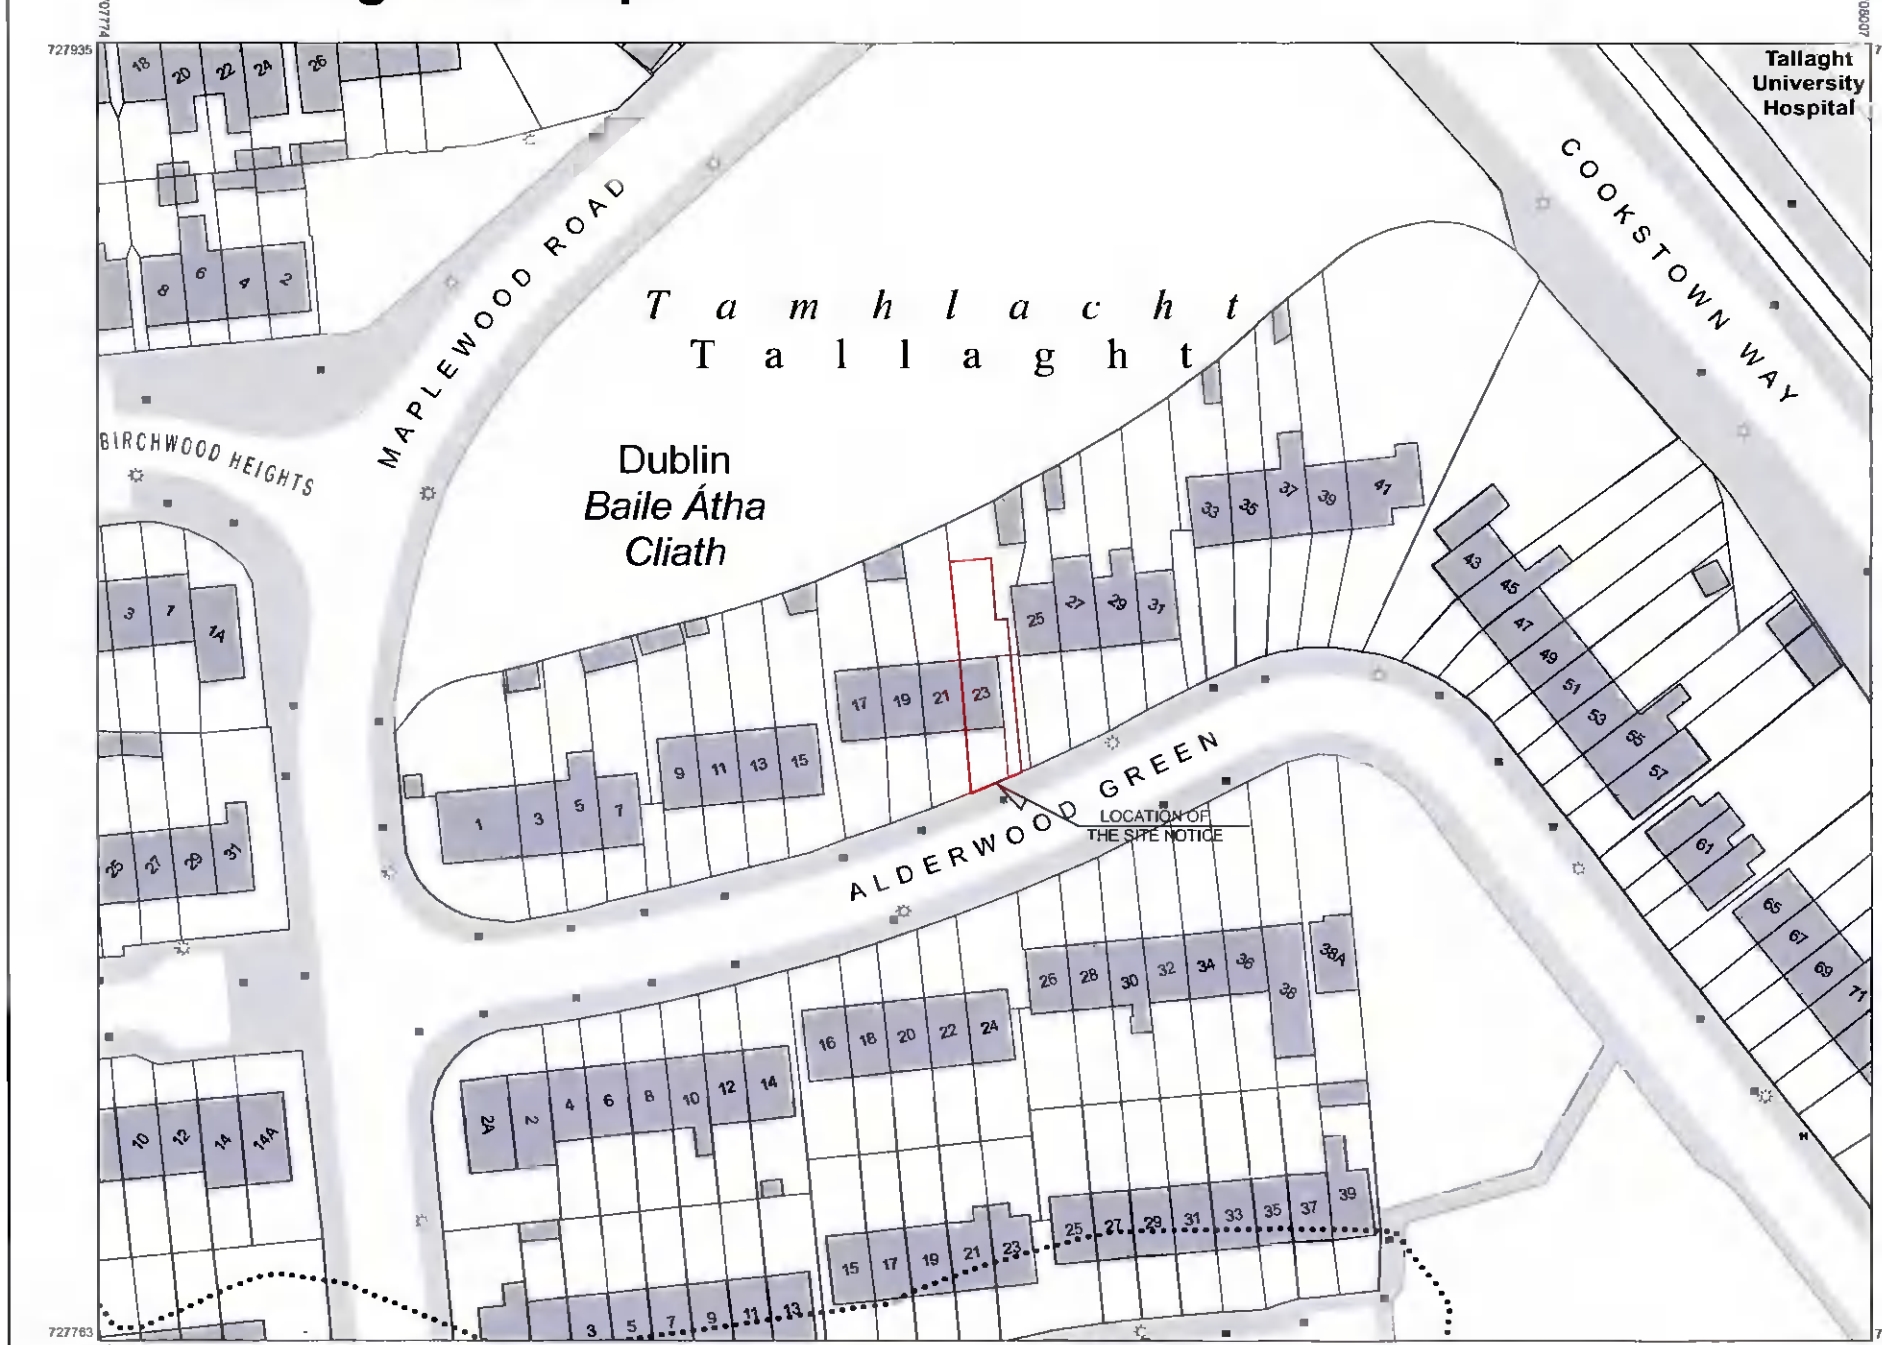 727935
Tallaght
University
Hospital
18 20 22 24 26
COOKSTOWN WAY
MAPLEWOOD ROAD
8 6 4 2
Tamhlacht
Tallaght
BIRCHWOOD HEIGHTS
Dublin
Baile Átha
Cliath
33 35 37 39 41
43 45 47 49 51 53 55 57
3 1 1A
25 27 29 31
17 19 21 23
9 11 13 15
1 3 5 7
ALDERWOOD GREEN
LOCATION OF
THE SITE NOTICE
61
25 27 29 31
65 67 69 71
26 28 30 32 34 36 38 38A
16 18 20 22 24
2A 2 4 6 8 10 12 14
10 12 14 14A
H
25 27 29 31 33 35 37 39
15 17 19 21 23
3 5 7 9 11 13
727763